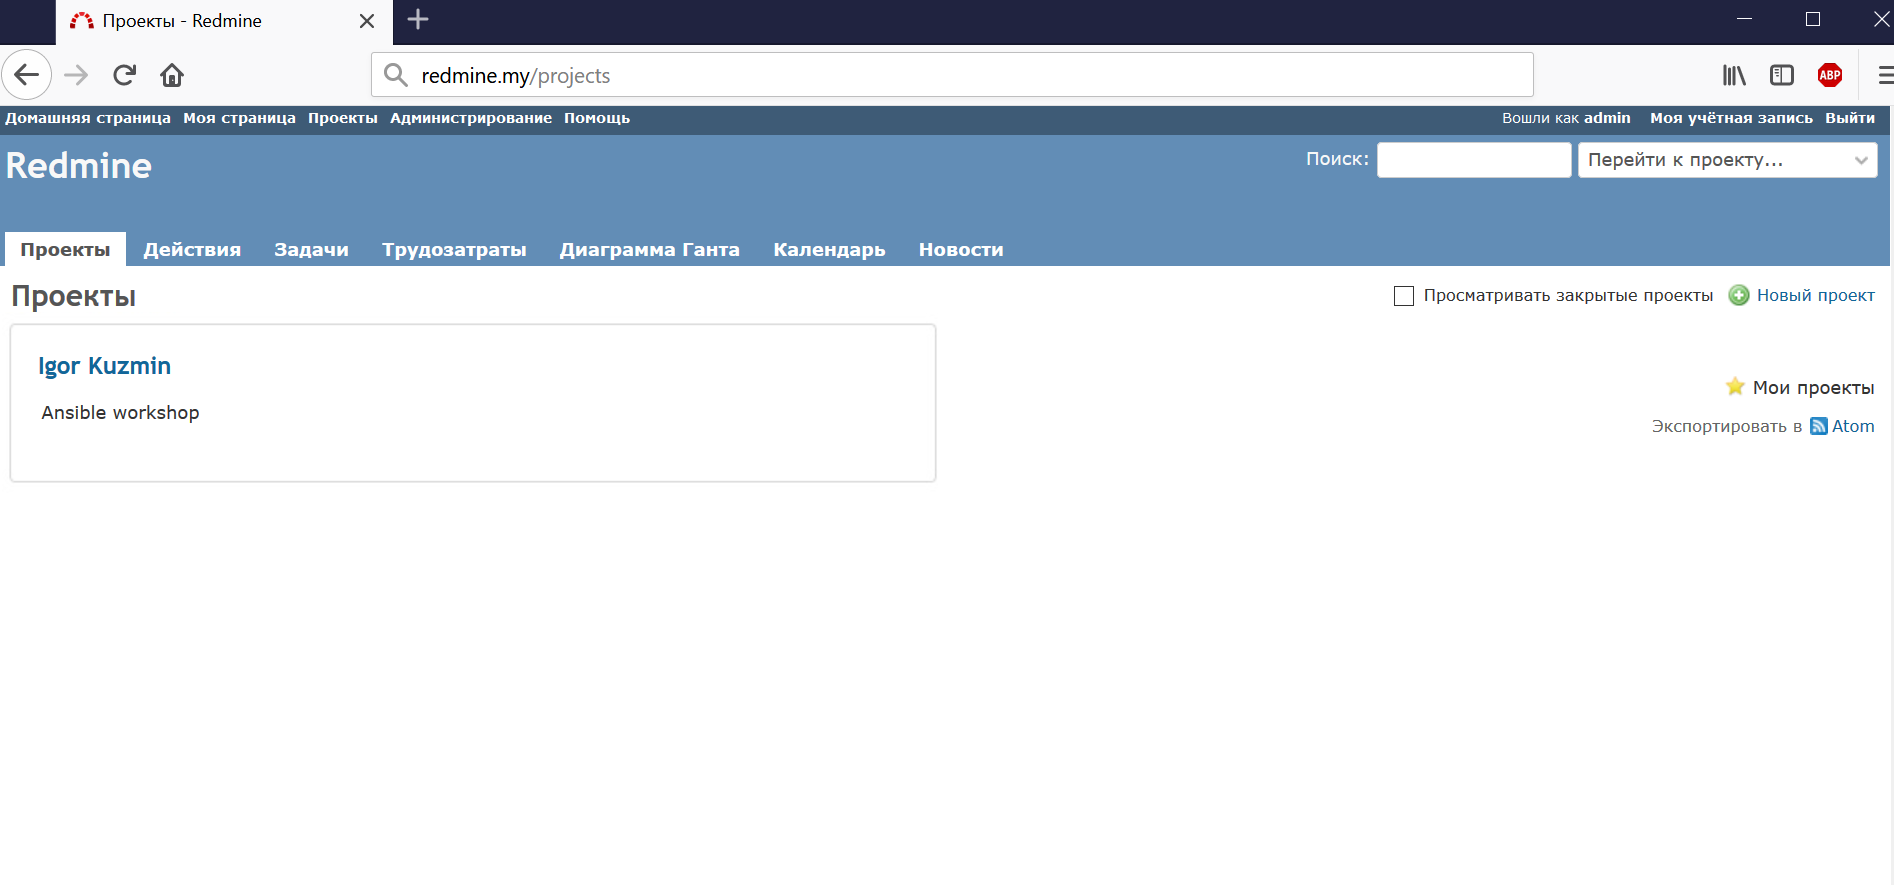 Проекты - Redmine
redmine.my/projects
ABP
Домашняя страница Моя страница Проекты Администрирование Помощь Вошли как admin Моя учётная запись Выйти
Redmine Поиск: Перейти к проекту...
Проекты Действия Задачи Трудозатраты Диаграмма Ганта Календарь Новости
Проекты Просматривать закрытые проекты Новый проект
Igor Kuzmin
Ansible workshop
Мои проекты
Экспортировать в Atom